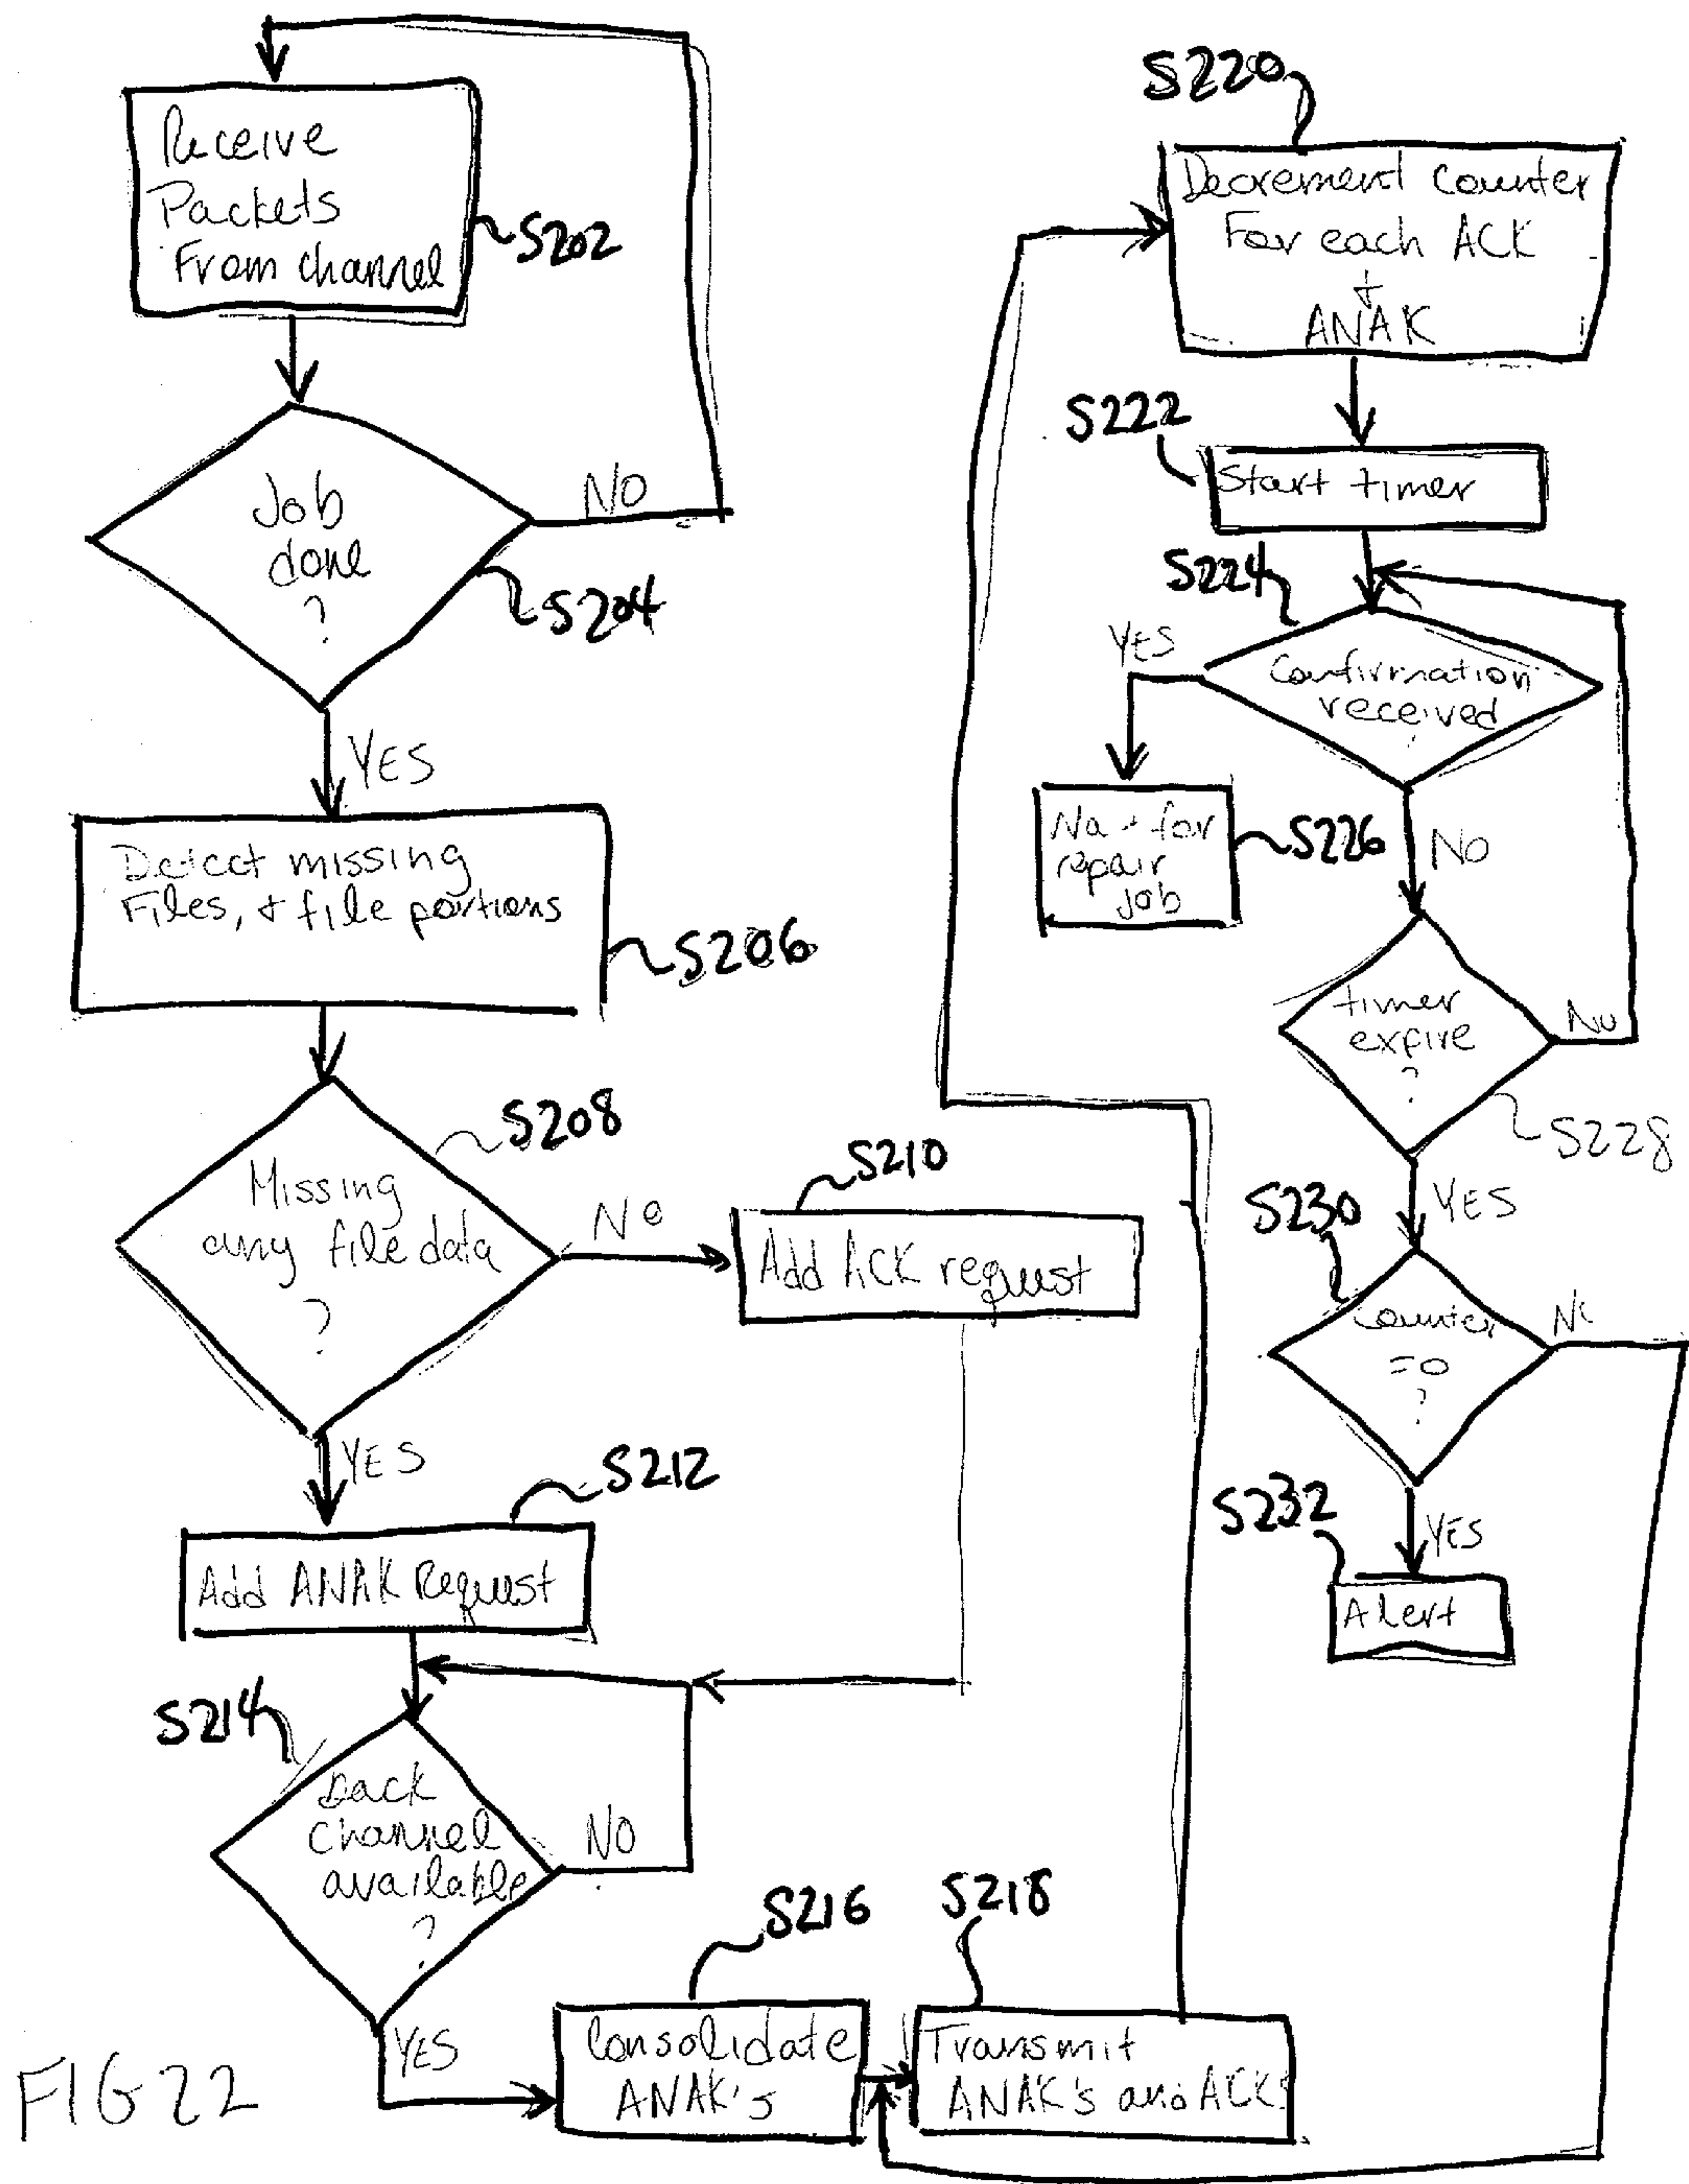 Receive
Packets
From channel
S202
Job
done
?
NO
S204
YES
Detect missing
Files, + file portions
S206
S208
Missing
any file data
?
No
S210
Add ACK request
YES
S212
Add ANAK Request
S214
Back
channel
available
?
NO
YES
S216
Consolidate
ANAK's
S218
Transmit
ANAK's and ACK's
S220
Decrement counter
For each ACK
+
ANAK
S222
Start timer
S224
Confirmation
received
?
YES
for
repair
job
S226
NO
timer
expire
?
No
S228
YES
S230
Counter
=0
?
YES
S232
Alert
FIG 22